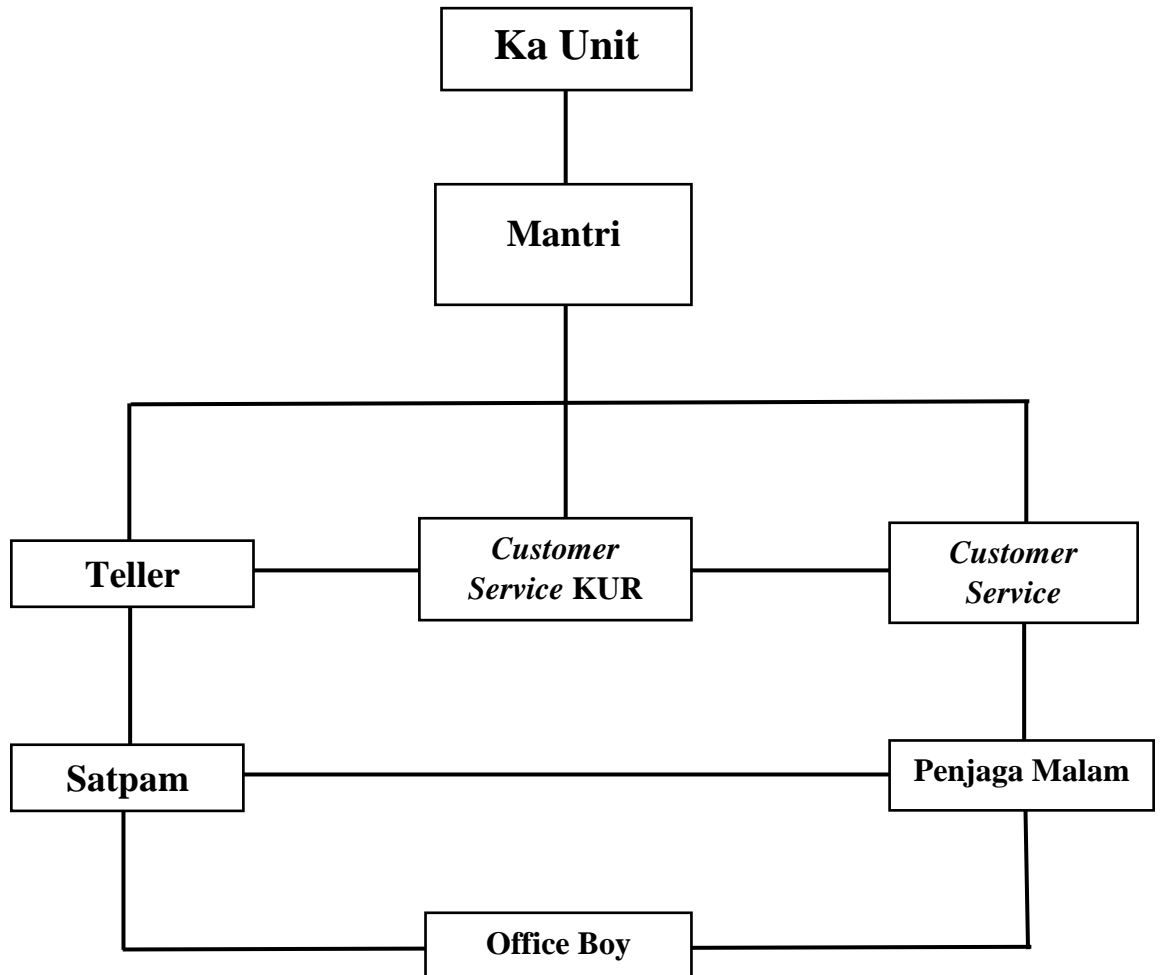 Ka Unit
Mantri
Teller
Customer
Service KUR
Customer
Service
Satpam
Penjaga Malam
Office Boy